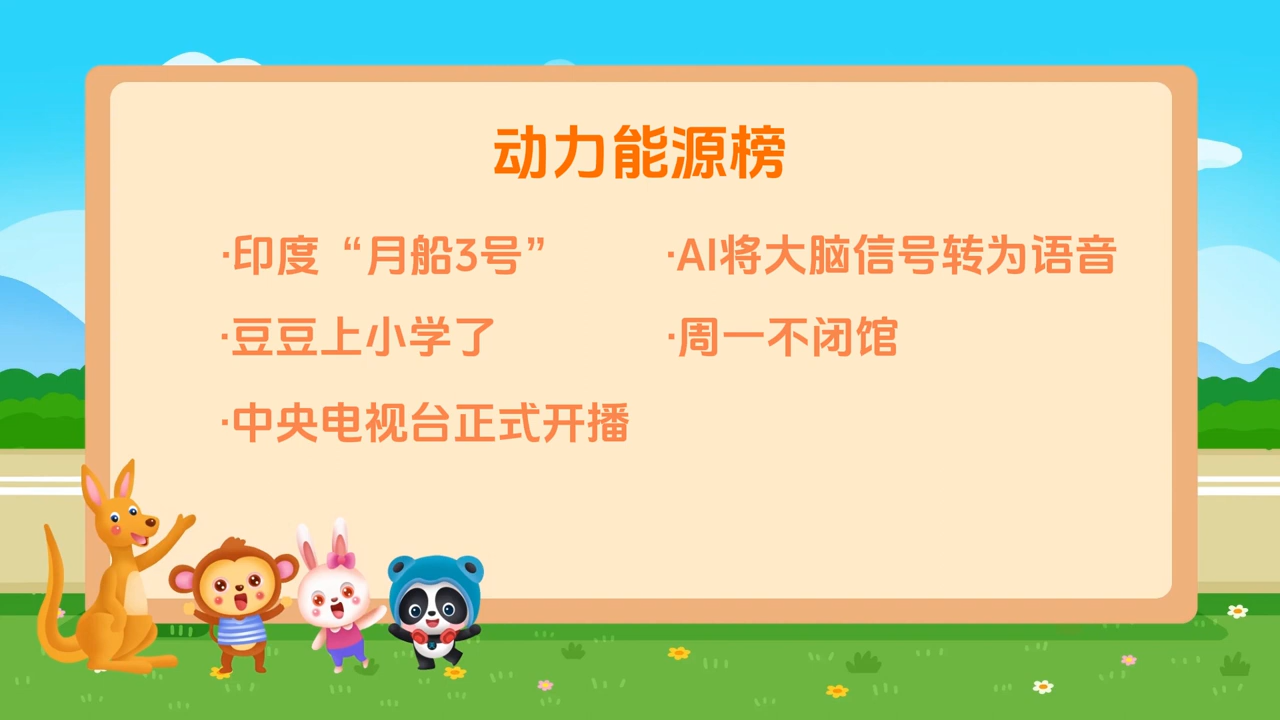 动力能源榜
·印度“月船3号”
·AI将大脑信号转为语音
·豆豆上小学了
·周一不闭馆
·中央电视台正式开播